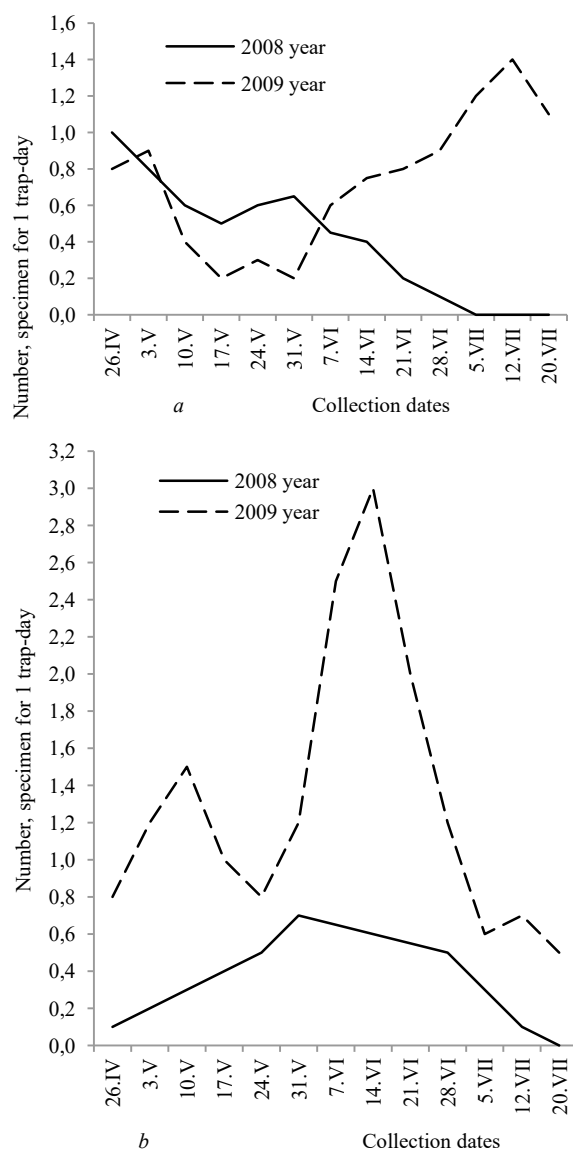 Number, specimen for 1 trap-day
1,6
1,4
1,2
1,0
0,8
0,6
0,4
0,2
0,0
2008 year
2009 year
26.IV
3.V
10.V
17.V
24.V
31.V
7.VI
14.VI
21.VI
28.VI
5.VII
12.VII
20.VII
a
Collection dates
Number, specimen for 1 trap-day
3,2
3,0
2,8
2,6
2,4
2,2
2,0
1,8
1,6
1,4
1,2
1,0
0,8
0,6
0,4
0,2
0,0
2008 year
2009 year
26.IV
3.V
10.V
17.V
24.V
31.V
7.VI
14.VI
21.VI
28.VI
5.VII
12.VII
20.VII
b
Collection dates